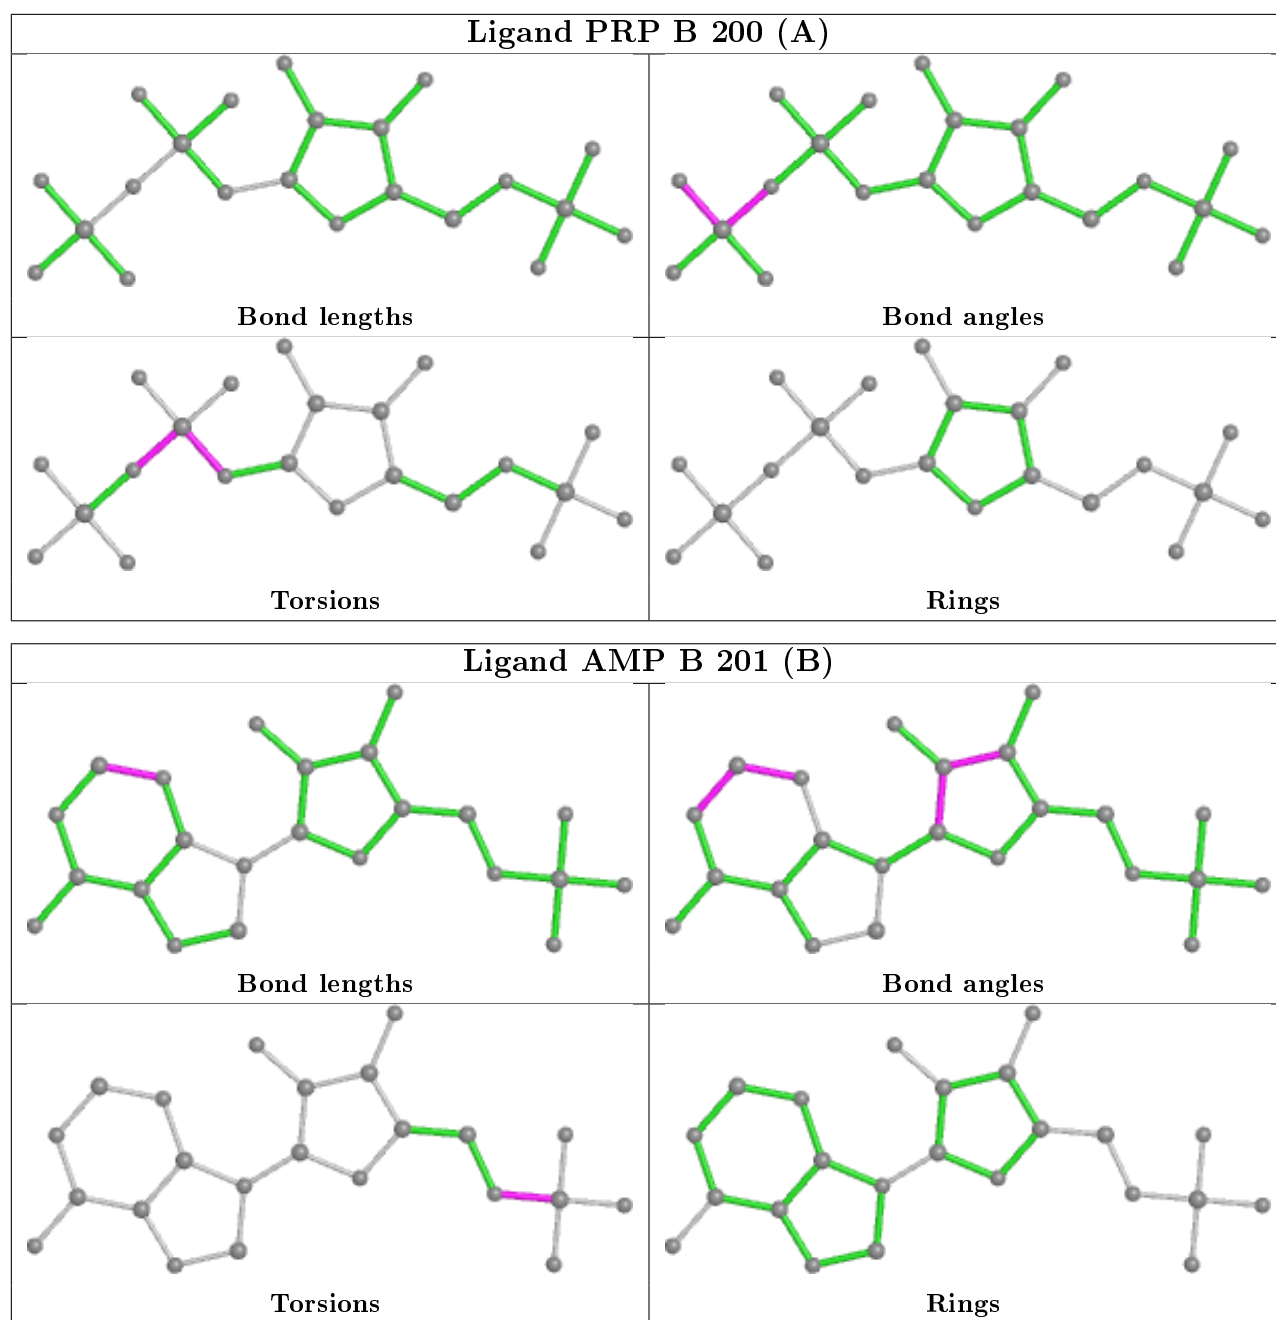 Ligand PRP B 200 (A)
Bond lengths
Bond angles
Torsions
Rings
Ligand AMP B 201 (B)
Bond lengths
Bond angles
Torsions
Rings